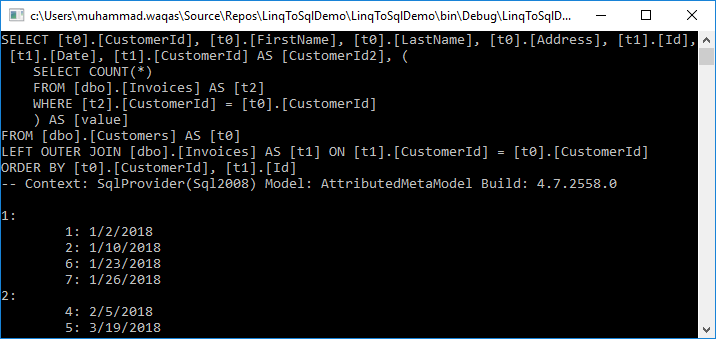 c:\Users\muhammad.waqas\Source\Repos\LinqToSqlDemo\LinqToSqlDemo\bin\Debug\LinqToSqlD...
SELECT [t0].[CustomerId], [t0].[FirstName], [t0].[LastName], [t0].[Address], [t1].[Id],
 [t1].[Date], [t1].[CustomerId] AS [CustomerId2], (
    SELECT COUNT(*)
    FROM [dbo].[Invoices] AS [t2]
    WHERE [t2].[CustomerId] = [t0].[CustomerId]
    ) AS [value]
FROM [dbo].[Customers] AS [t0]
LEFT OUTER JOIN [dbo].[Invoices] AS [t1] ON [t1].[CustomerId] = [t0].[CustomerId]
ORDER BY [t0].[CustomerId], [t1].[Id]
-- Context: SqlProvider(Sql2008) Model: AttributedMetaModel Build: 4.7.2558.0
1:
        1: 1/2/2018
        2: 1/10/2018
        6: 1/23/2018
        7: 1/26/2018
2:
        4: 2/5/2018
        5: 3/19/2018